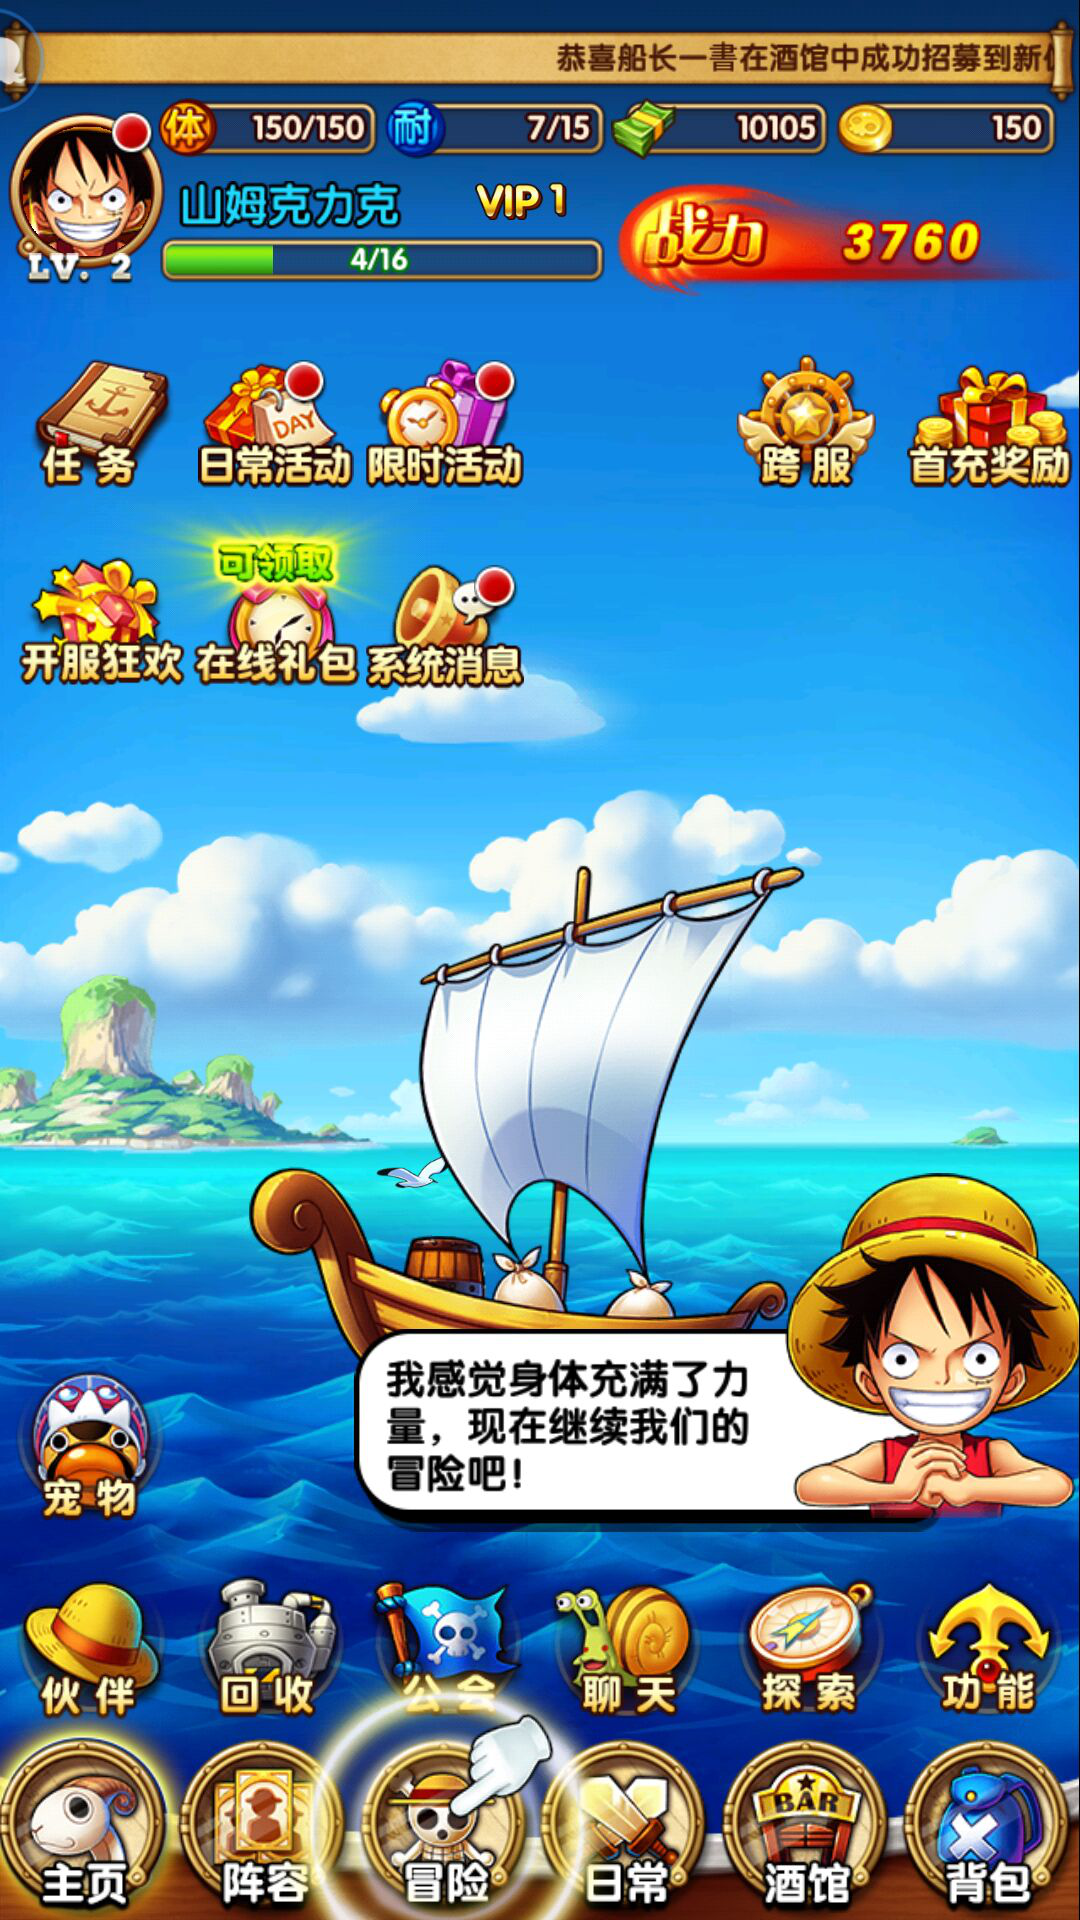 恭喜船长一書在酒馆中成功招募到新
体 150/150 耐 7/15 10105 150
山姆克力克 VIP 1
战力 3760
LV. 2 4/16
任务 日常活动 限时活动 跨服 首充奖励
DAY
可领取
开服狂欢 在线礼包 系统消息
我感觉身体充满了力
量，现在继续我们的
冒险吧！
宠物
伙伴 回收 公会 聊天 探索 功能
BAR
主页 阵容 冒险 日常 酒馆 背包